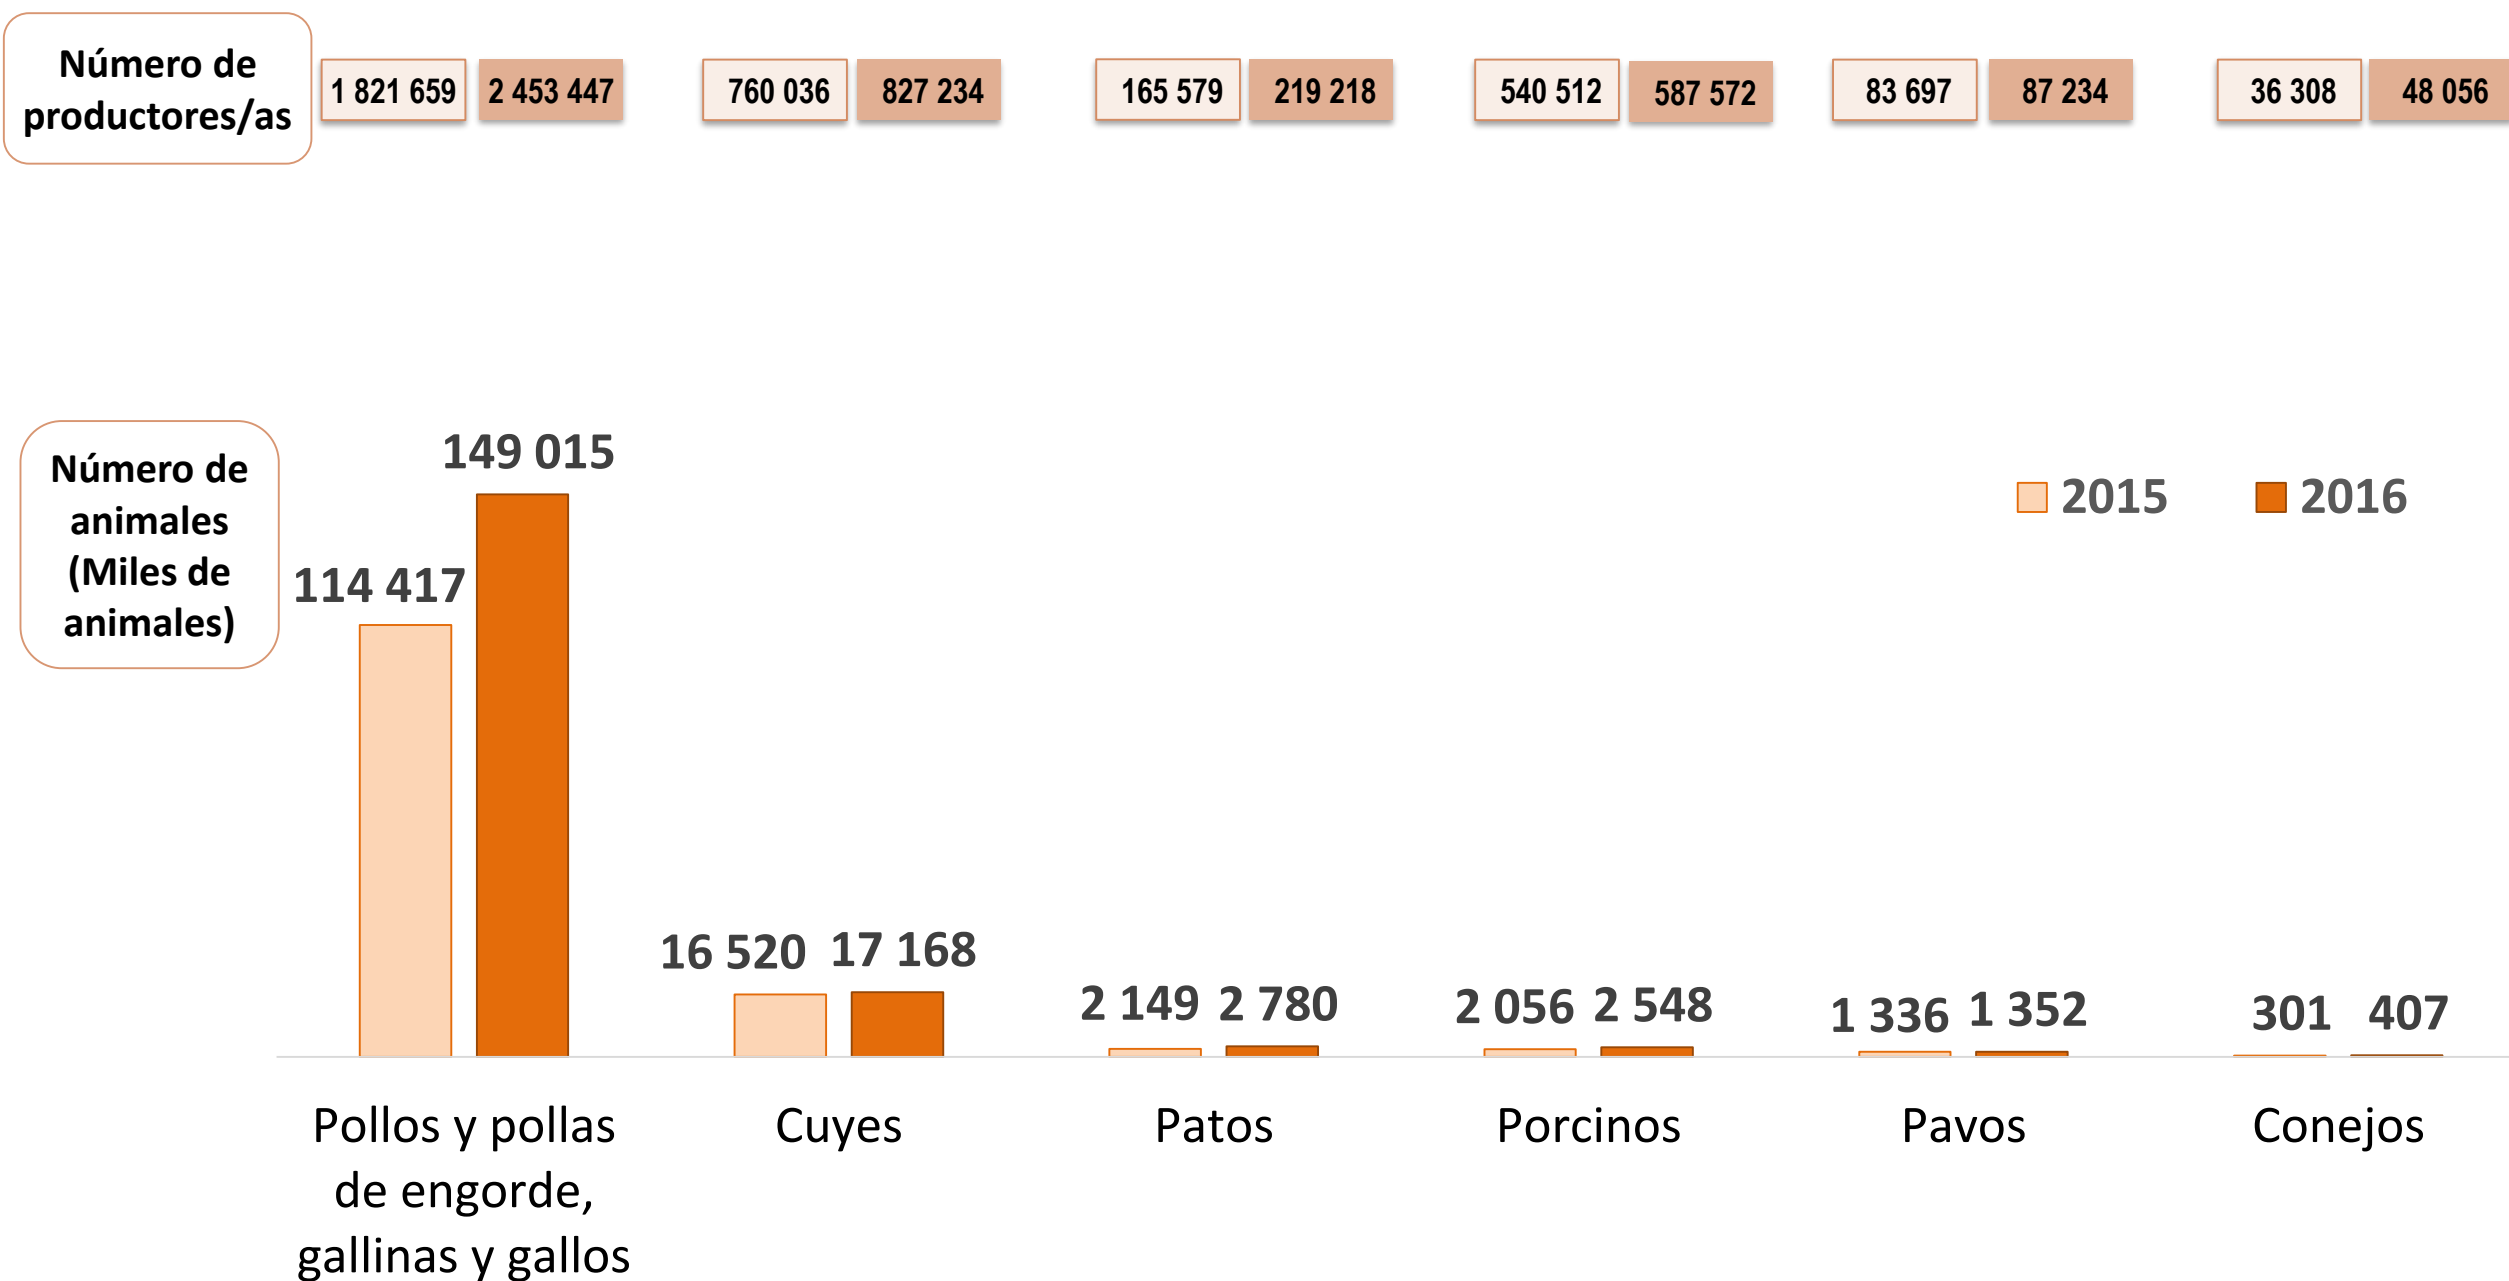 Número de
productores/as
1 821 659 2 453 447 760 036 827 234 165 579 219 218 540 512 587 572 83 697 87 234 36 308 48 056
Número de
animales
(Miles de
animales)
149 015
114 417
2015 2016
16 520 17 168
2 149 2 780
2 056 2 548
1 336 1 352
301 407
Pollos y pollas
de engorde,
gallinas y gallos
Cuyes
Patos
Porcinos
Pavos
Conejos